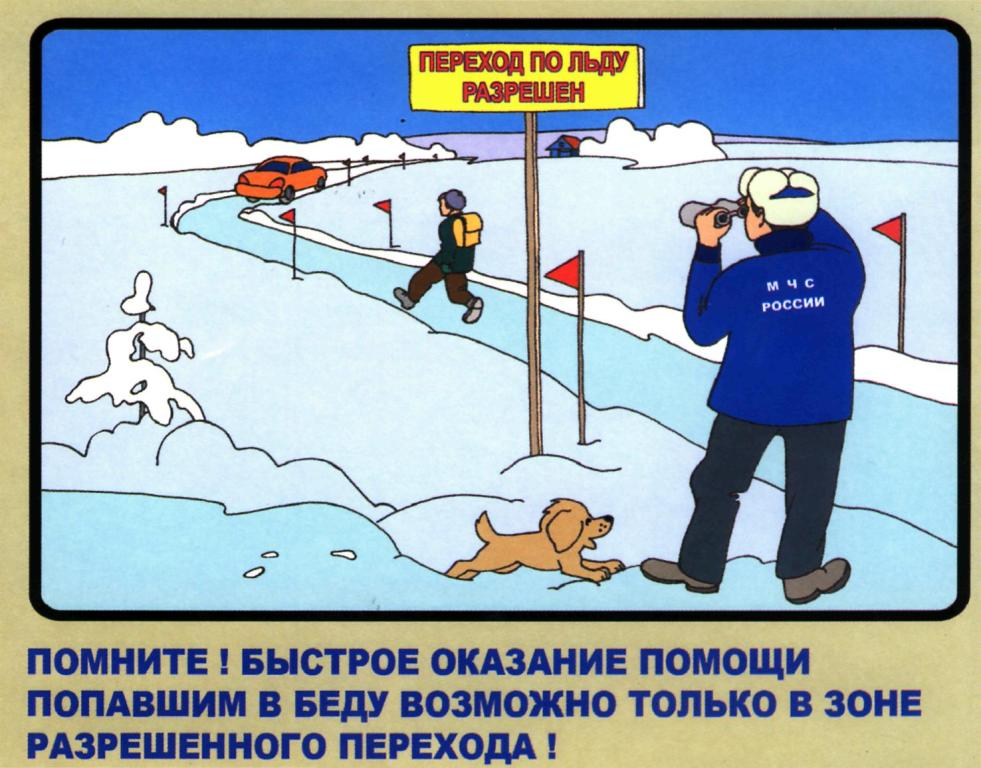 ПЕРЕХОД ПО ЛЬДУ
РАЗРЕШЕН
М Ч С
РОССИИ
ПОМНИТЕ ! БЫСТРОЕ ОКАЗАНИЕ ПОМОЩИ
ПОПАВШИМ В БЕДУ ВОЗМОЖНО ТОЛЬКО В ЗОНЕ
РАЗРЕШЕННОГО ПЕРЕХОДА !